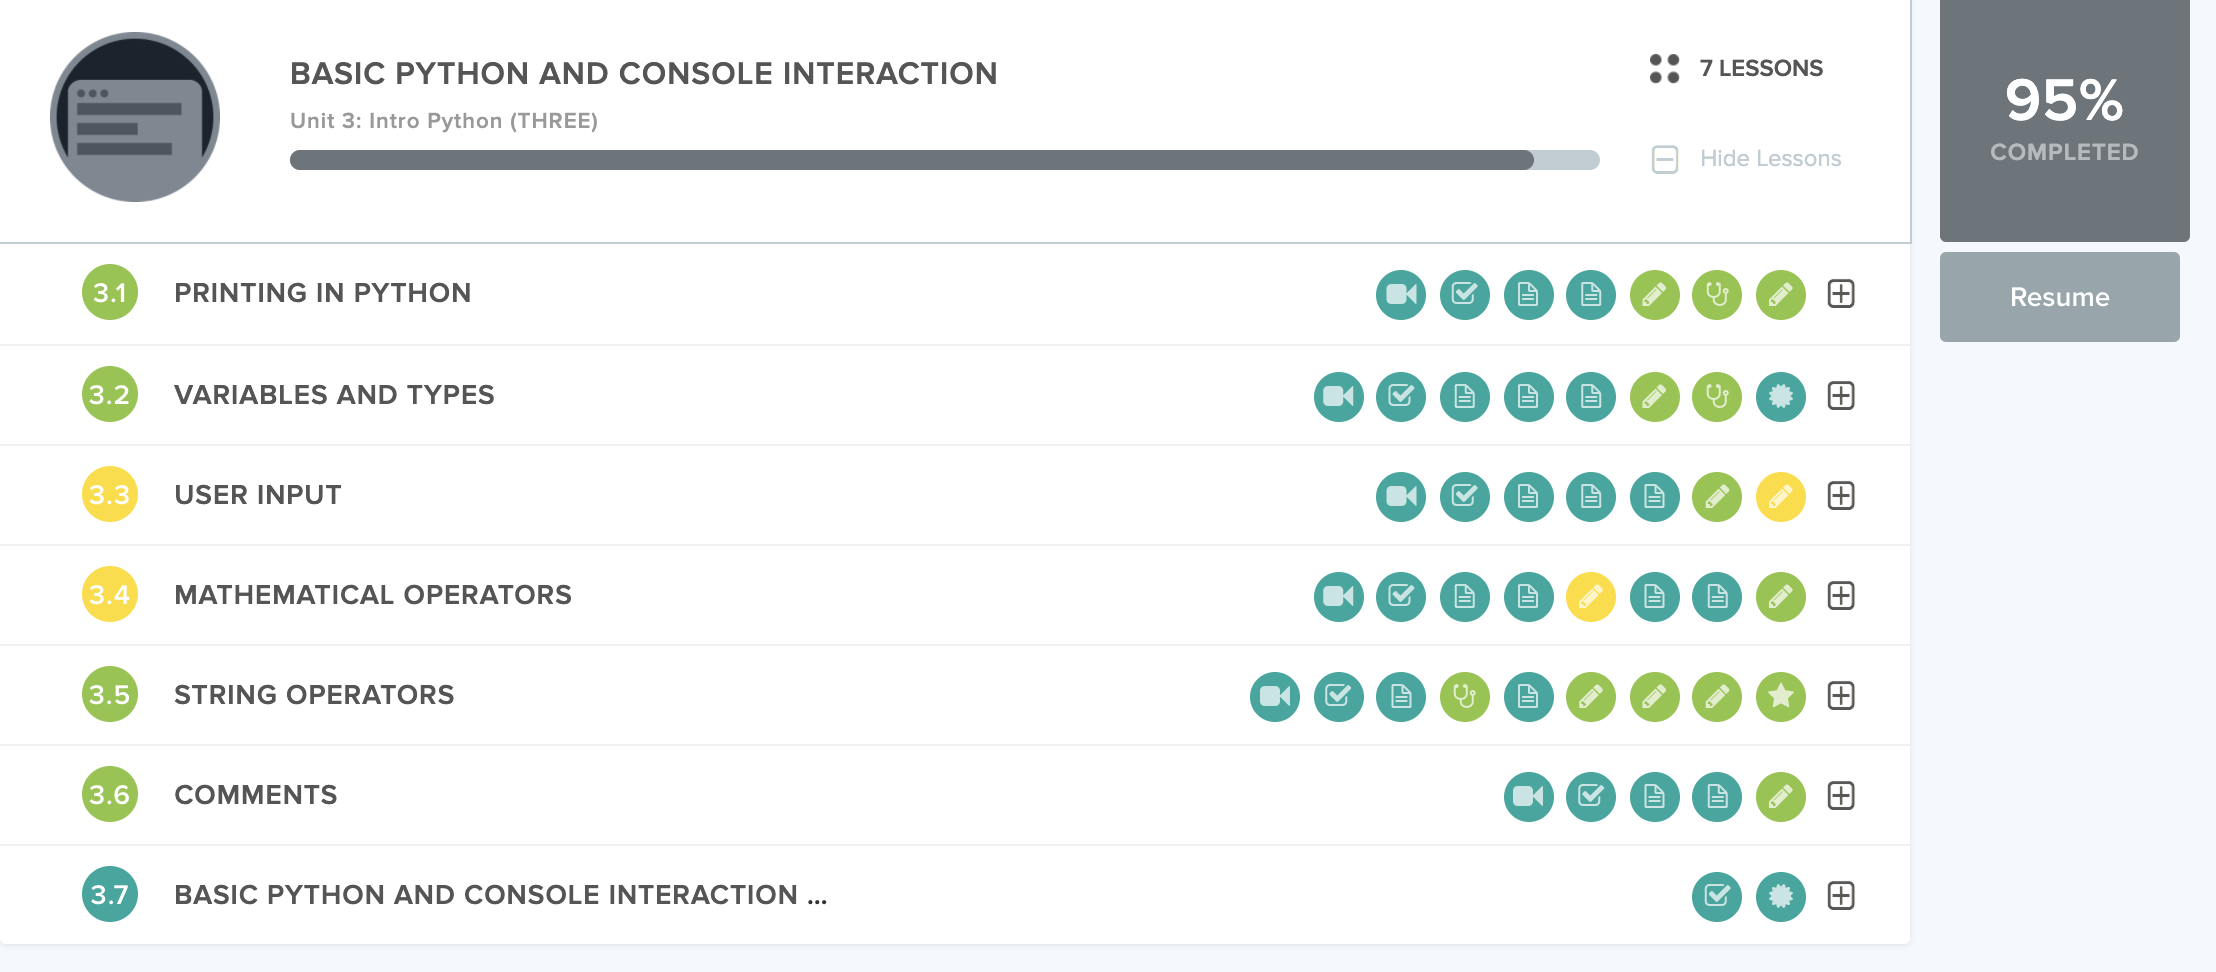 BASIC PYTHON AND CONSOLE INTERACTION
Unit 3: Intro Python (THREE)
7 LESSONS
Hide Lessons
95%
COMPLETED
Resume
3.1 PRINTING IN PYTHON
3.2 VARIABLES AND TYPES
3.3 USER INPUT
3.4 MATHEMATICAL OPERATORS
3.5 STRING OPERATORS
3.6 COMMENTS
3.7 BASIC PYTHON AND CONSOLE INTERACTION ...